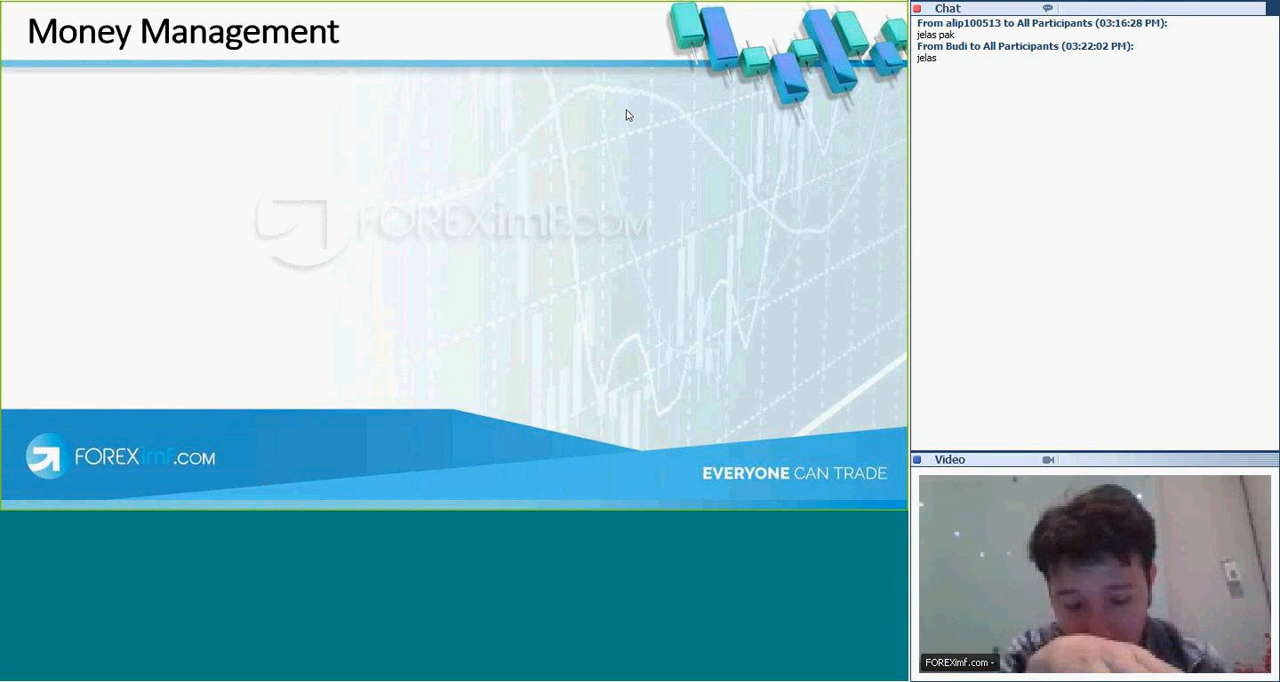 Money Management
FOREXimF.COM
FOREXimF.COM
EVERYONE CAN TRADE
Chat
From alip100513 to All Participants (03:16:28 PM):
jelas pak
From Budi to All Participants (03:22:02 PM):
jelas
Video
FOREXimf.com -